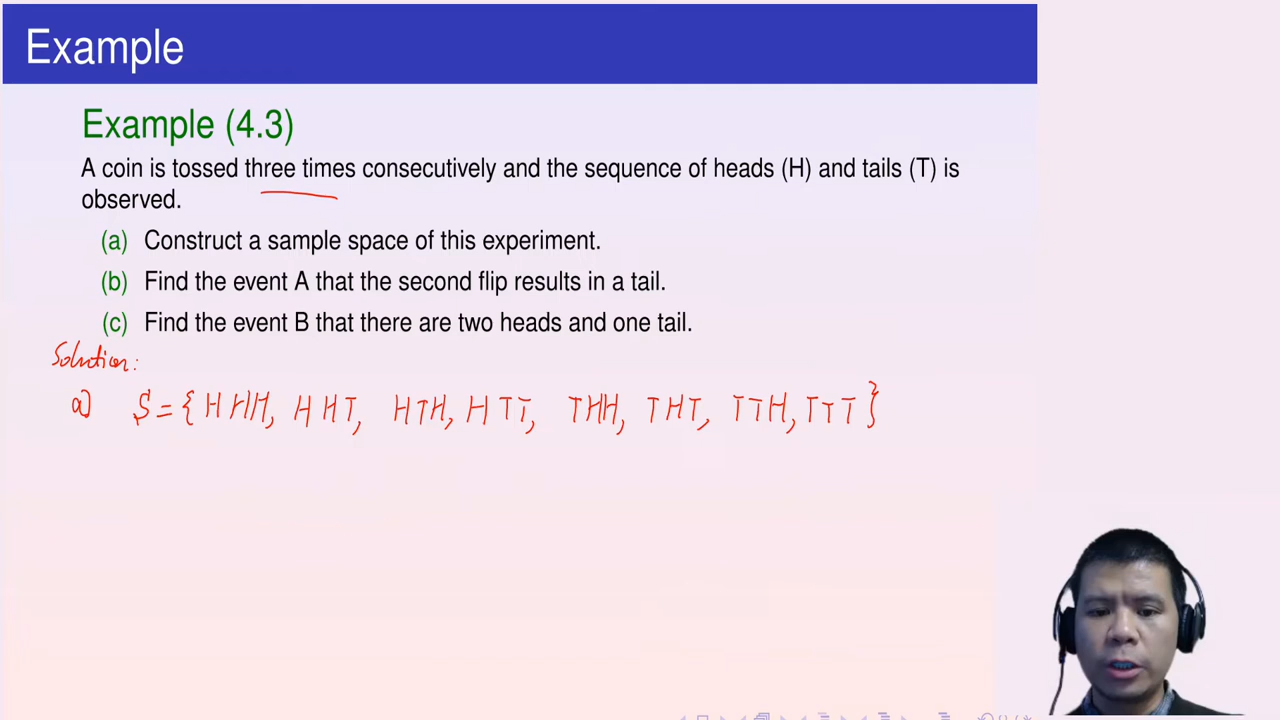 Example
Example (4.3)
A coin is tossed three times consecutively and the sequence of heads (H) and tails (T) is
observed.
(a) Construct a sample space of this experiment.
(b) Find the event A that the second flip results in a tail.
(c) Find the event B that there are two heads and one tail.
Solution:
a) S = { HHH, HHT, HTH, HTT, THH, THT, TTH, TTT }